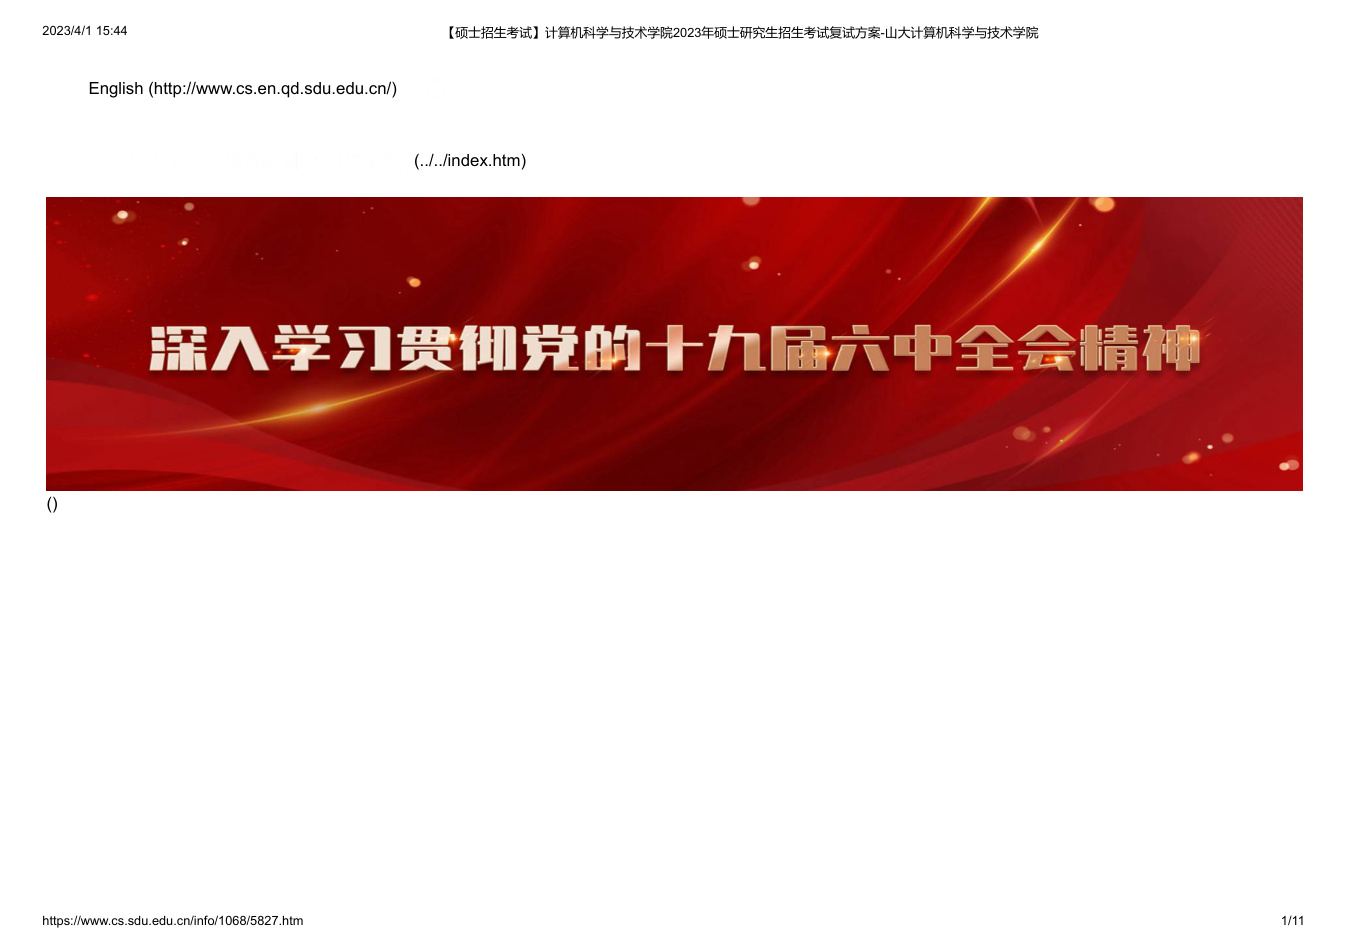 2023/4/1 15:44
【硕士招生考试】计算机科学与技术学院2023年硕士研究生招生考试复试方案-山大计算机科学与技术学院
English (http://www.cs.en.qd.sdu.edu.cn/)
(../../index.htm)
深入学习贯彻党的十九届六中全会精神
()
https://www.cs.sdu.edu.cn/info/1068/5827.htm
1/11